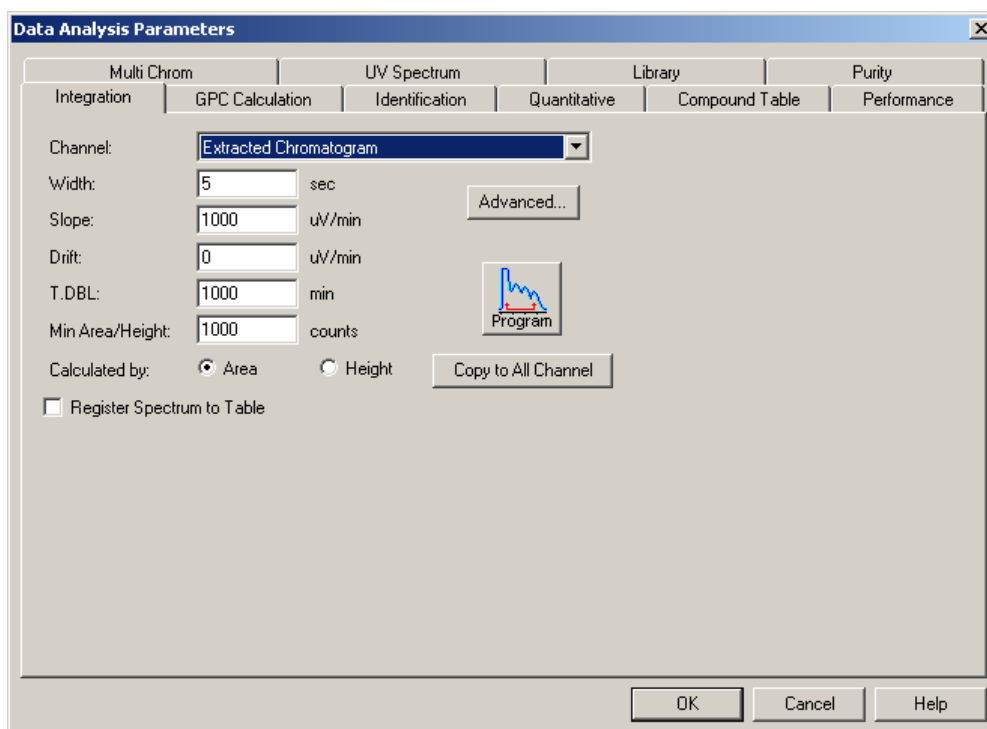 Data Analysis Parameters
Multi Chrom UV Spectrum Library Purity
Integration GPC Calculation Identification Quantitative Compound Table Performance
Channel: Extracted Chromatogram
Width: 5 sec
Advanced...
Slope: 1000 uV/min
Drift: 0 uV/min
T.DBL: 1000 min
Program
Min Area/Height: 1000 counts
Calculated by: Area Height Copy to All Channel
Register Spectrum to Table
OK Cancel Help